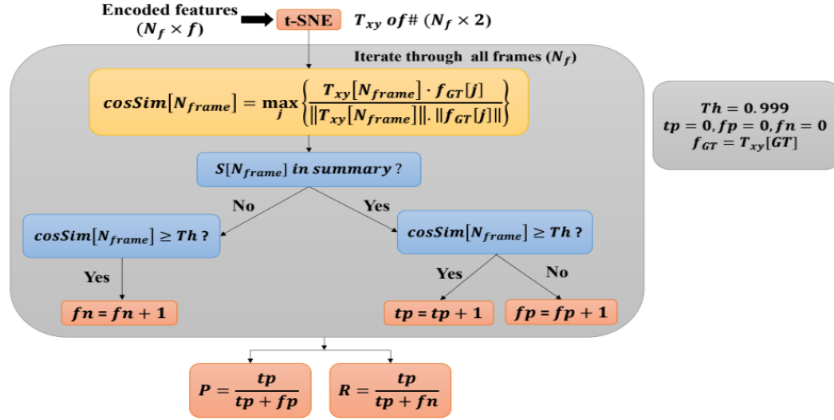 Encoded features
(N_f × f)
t-SNE
T_xy of# (N_f × 2)
Iterate through all frames (N_f)
cosSim[N_frame] = max_j { T_xy[N_frame] · f_GT[j] / ||T_xy[N_frame]||. ||f_GT[j]|| }
Th = 0.999
tp = 0, fp = 0, fn = 0
f_GT = T_xy[GT]
S[N_frame] in summary ?
No
Yes
cosSim[N_frame] ≥ Th ?
cosSim[N_frame] ≥ Th ?
Yes
Yes
No
fn = fn + 1
tp = tp + 1
fp = fp + 1
P = tp / tp + fp
R = tp / tp + fn